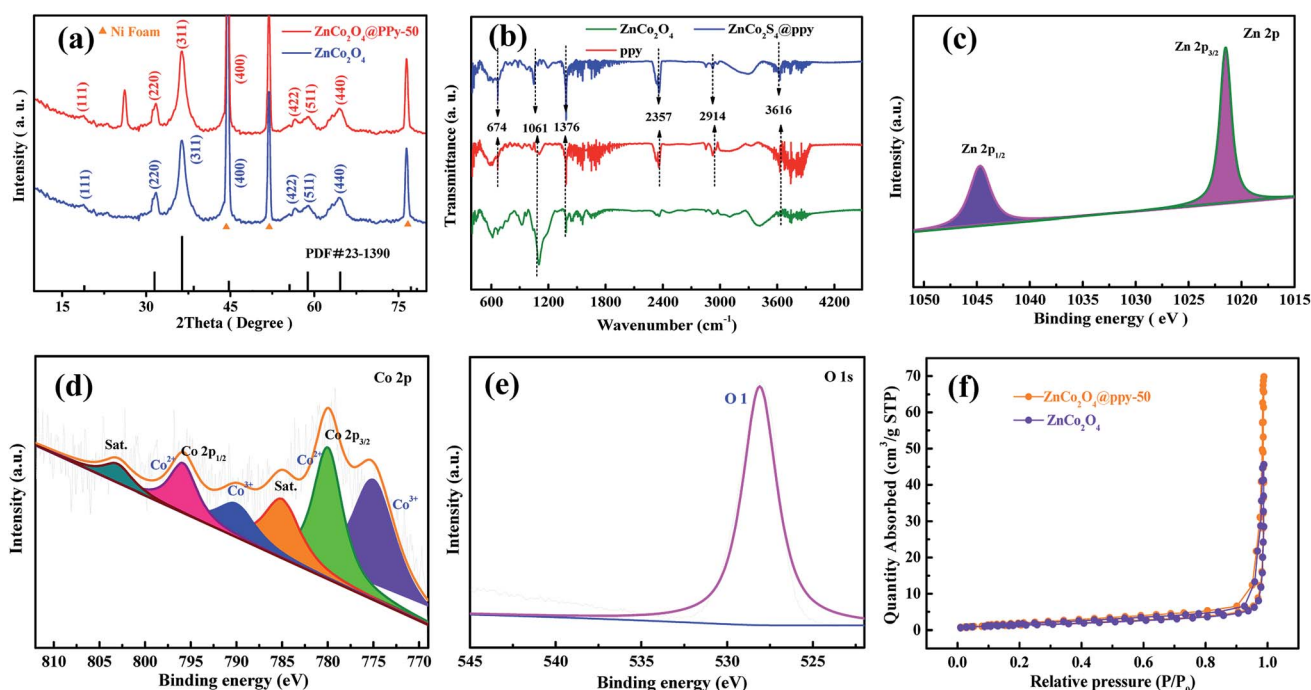 (a)
▲ Ni Foam
ZnCo₂O₄@PPy-50
ZnCo₂O₄
(111)
(220)
(311)
(400)
(422)
(511)
(440)
(111)
(220)
(311)
(400)
(422)
(511)
(440)
PDF#23-1390
Intensity ( a. u.)
15 30 45 60 75
2Theta ( Degree )
(b)
ZnCo₂O₄
ZnCo₂S₄@ppy
ppy
674 1061 1376 2357 2914 3616
Transmittance (a. u.)
400 1200 2000 2800 3600 4400
Wavenumber (cm⁻¹)
(c)
Zn 2p
Zn 2p₃/₂
Zn 2p₁/₂
Intensity (a.u.)
1050 1045 1040 1035 1030 1025 1020 1015
Binding energy ( eV )
(d)
Co 2p
Sat.
Co²⁺
Co 2p₁/₂
Co³⁺
Sat.
Co²⁺
Co 2p₃/₂
Co³⁺
Intensity (a.u.)
810 805 800 795 790 785 780 775 770
Binding energy (eV)
(e)
O 1s
O 1
Intensity (a.u.)
545 540 535 530 525
Binding energy (eV)
(f)
ZnCo₂O₄@ppy-50
ZnCo₂O₄
Quantity Absorbed (cm³/g STP)
70
60
50
40
30
20
10
0
0.0 0.2 0.4 0.6 0.8 1.0
Relative pressure (P/P₀)